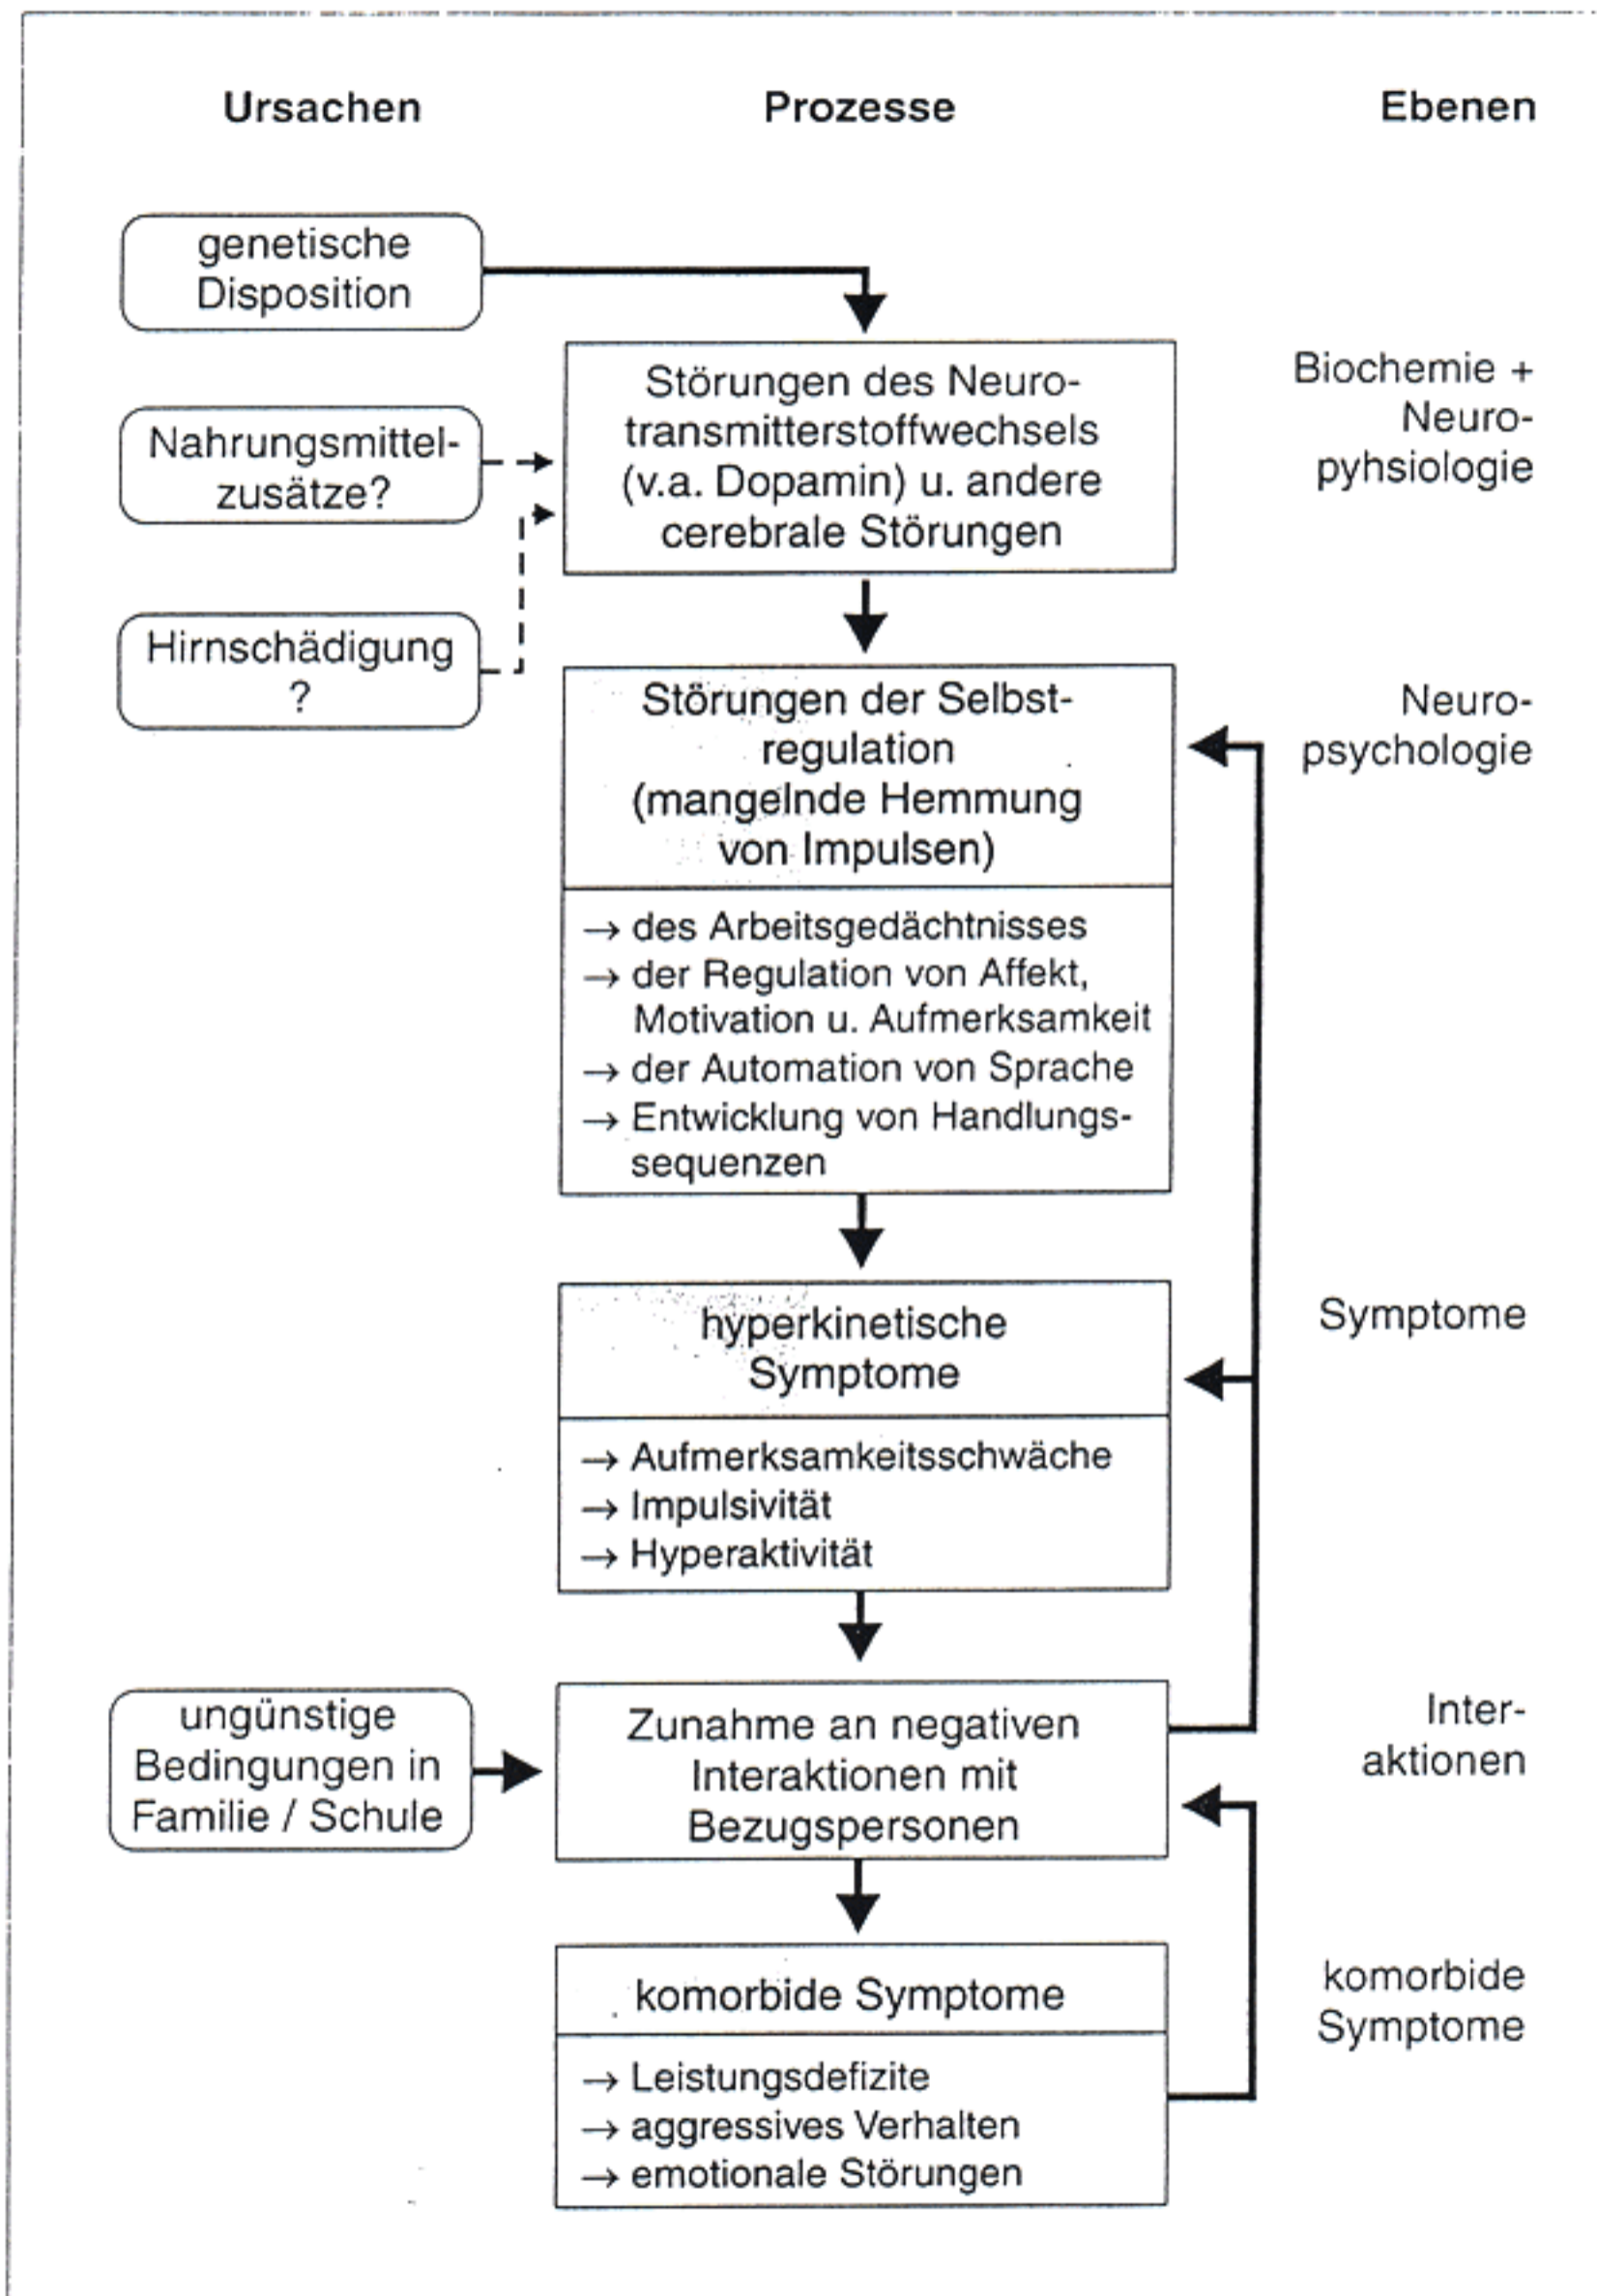 Ursachen
Prozesse
Ebenen
genetische
Disposition
Nahrungsmittel-
zusätze?
Hirnschädigung
?
Störungen des Neuro-
transmitterstoffwechsels
(v.a. Dopamin) u. andere
cerebrale Störungen
Biochemie +
Neuro-
pyhsiologie
Störungen der Selbst-
regulation
(mangelnde Hemmung
von Impulsen)
→ des Arbeitsgedächtnisses
→ der Regulation von Affekt,
Motivation u. Aufmerksamkeit
→ der Automation von Sprache
→ Entwicklung von Handlungs-
sequenzen
Neuro-
psychologie
hyperkinetische
Symptome
→ Aufmerksamkeitsschwäche
→ Impulsivität
→ Hyperaktivität
Symptome
ungünstige
Bedingungen in
Familie / Schule
Zunahme an negativen
Interaktionen mit
Bezugspersonen
Inter-
aktionen
komorbide Symptome
→ Leistungsdefizite
→ aggressives Verhalten
→ emotionale Störungen
komorbide
Symptome